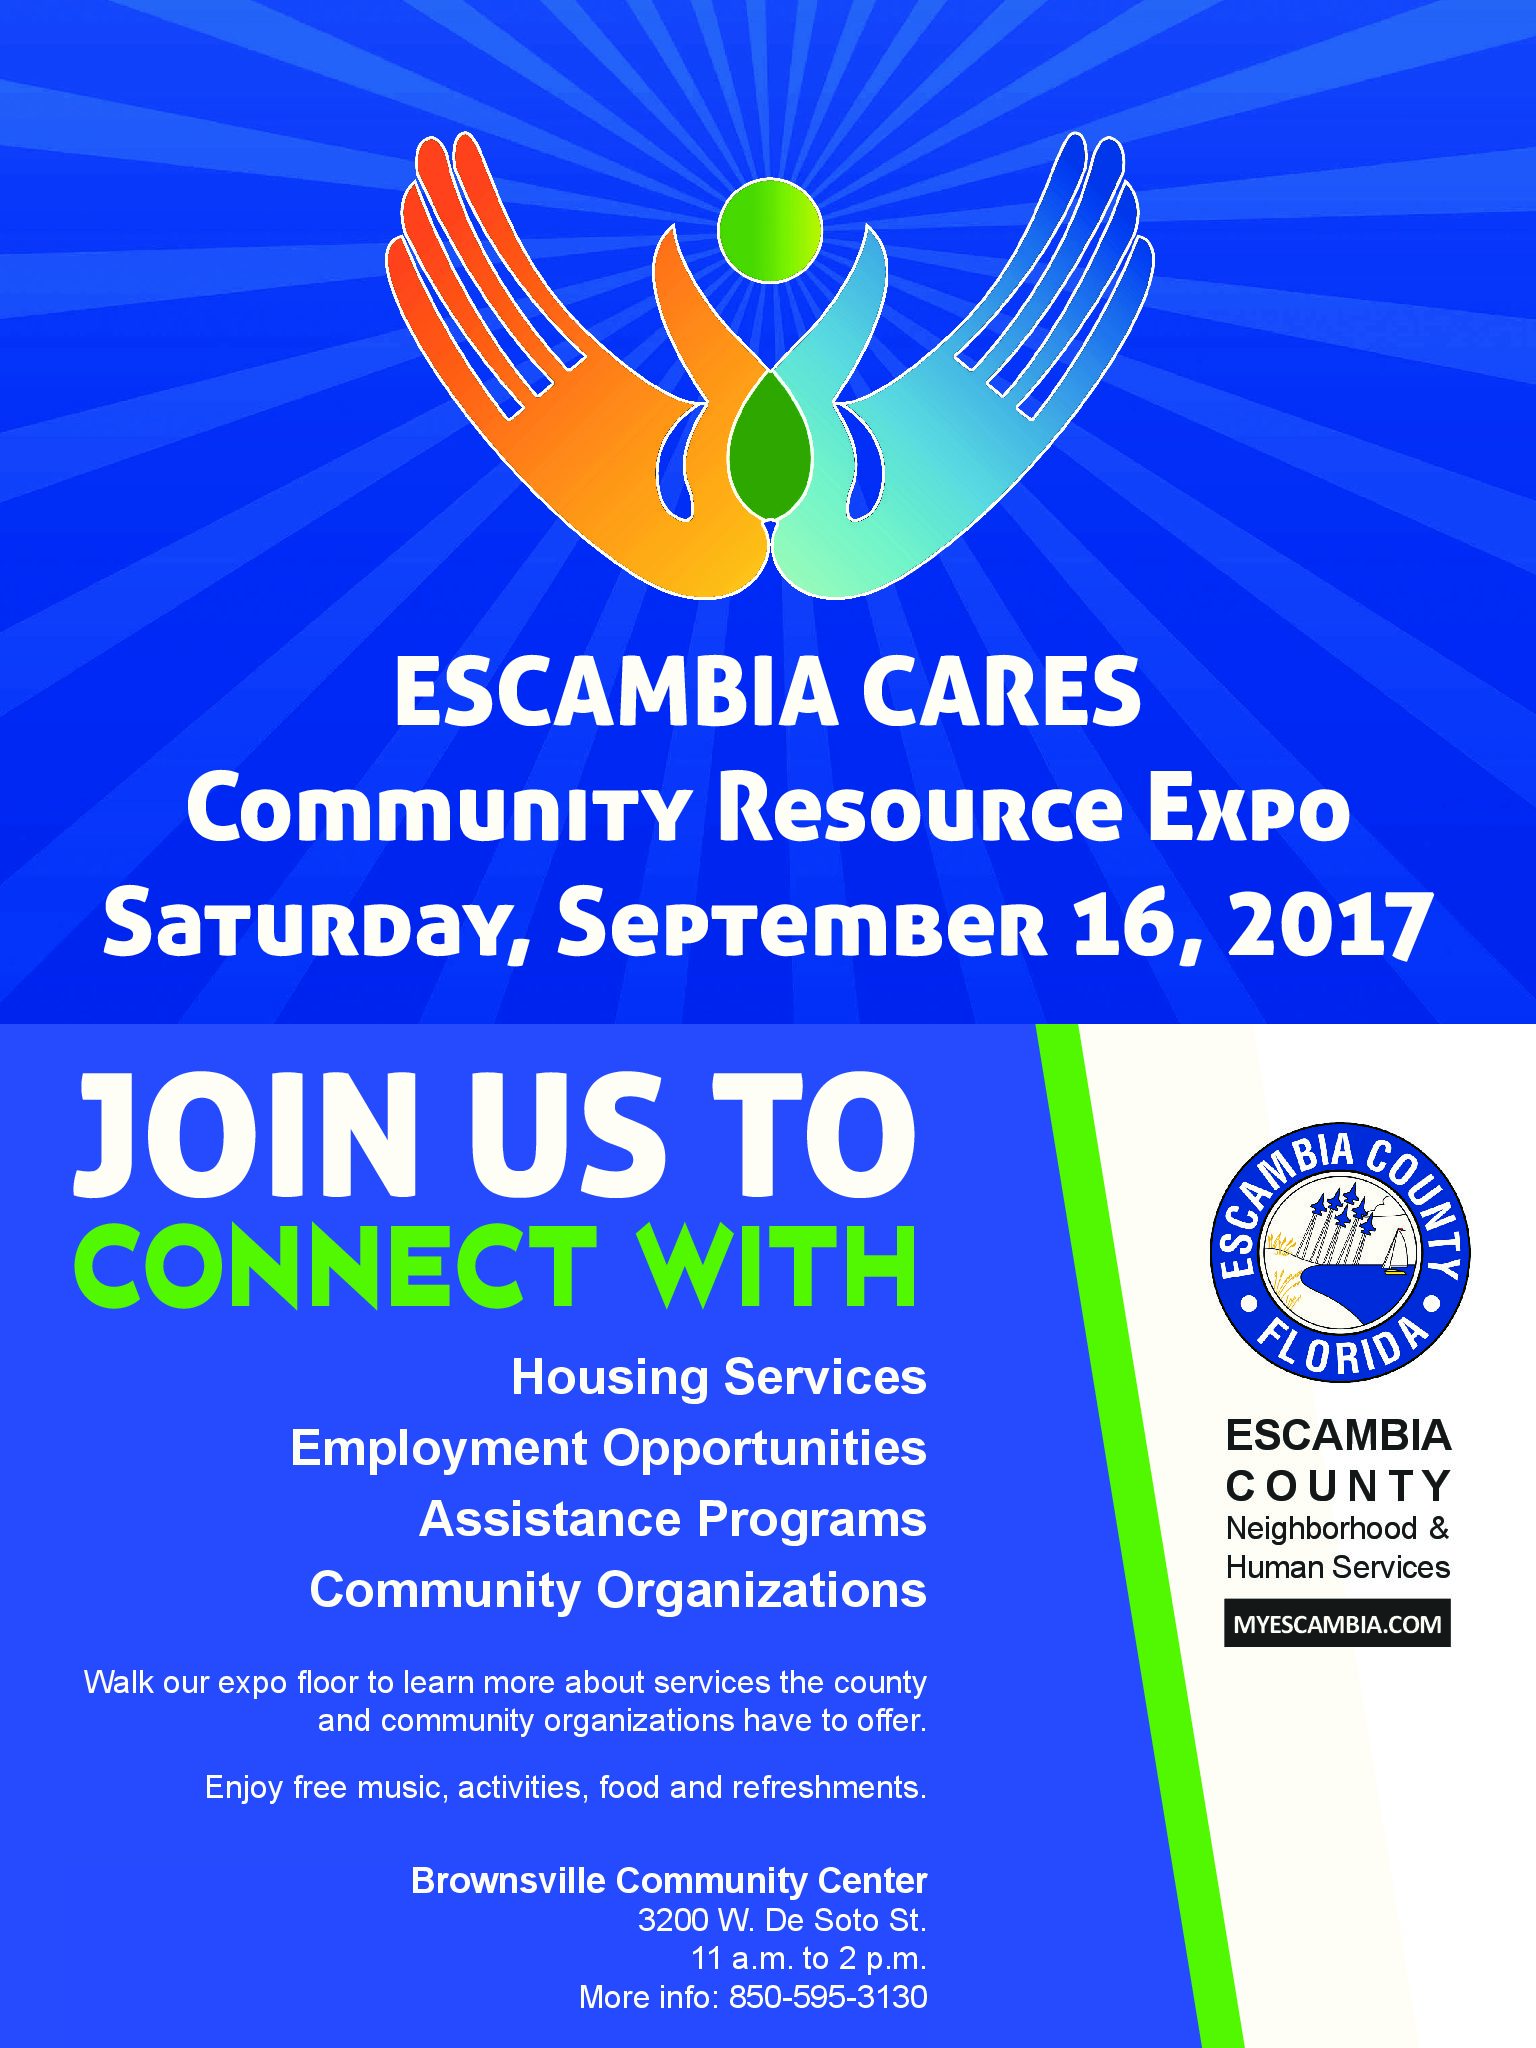 ESCAMBIA CARES
Community Resource Expo
Saturday, September 16, 2017
JOIN US TO
CONNECT WITH
Housing Services
Employment Opportunities
Assistance Programs
Community Organizations
Walk our expo floor to learn more about services the county
and community organizations have to offer.
Enjoy free music, activities, food and refreshments.
Brownsville Community Center
3200 W. De Soto St.
11 a.m. to 2 p.m.
More info: 850-595-3130
ESCAMBIA COUNTY
FLORIDA
ESCAMBIA
COUNTY
Neighborhood &
Human Services
MYESCAMBIA.COM